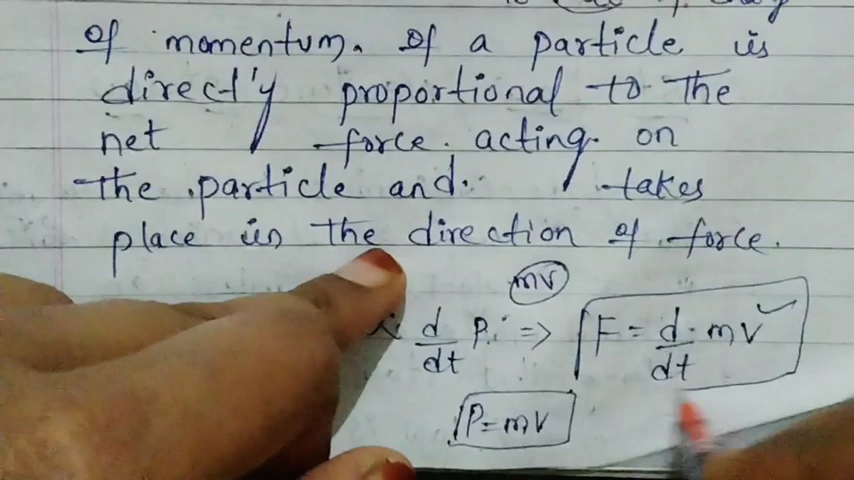 of momentum. Of a particle is
directly proportional to the
net force. acting on
the particle and. takes
place in the direction of force.
mv
d/dt P. => F = d/dt . mv
P = mv